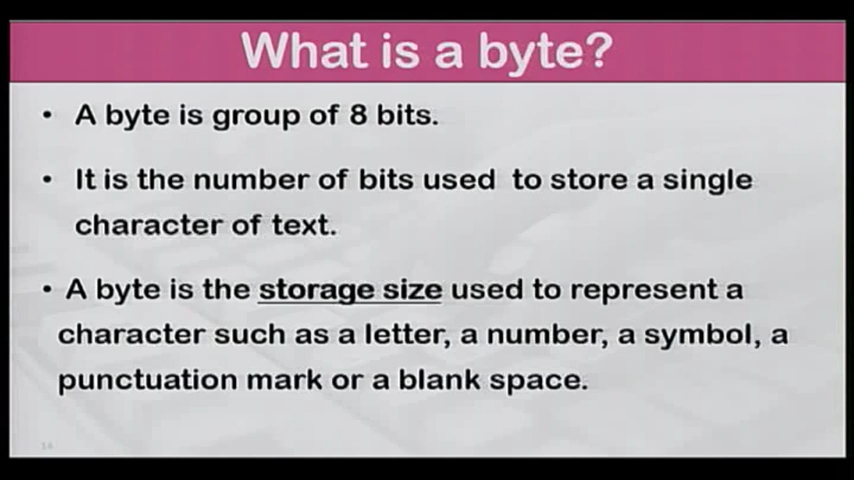 What is a byte?
• A byte is group of 8 bits.
• It is the number of bits used to store a single
character of text.
• A byte is the storage size used to represent a
character such as a letter, a number, a symbol, a
punctuation mark or a blank space.